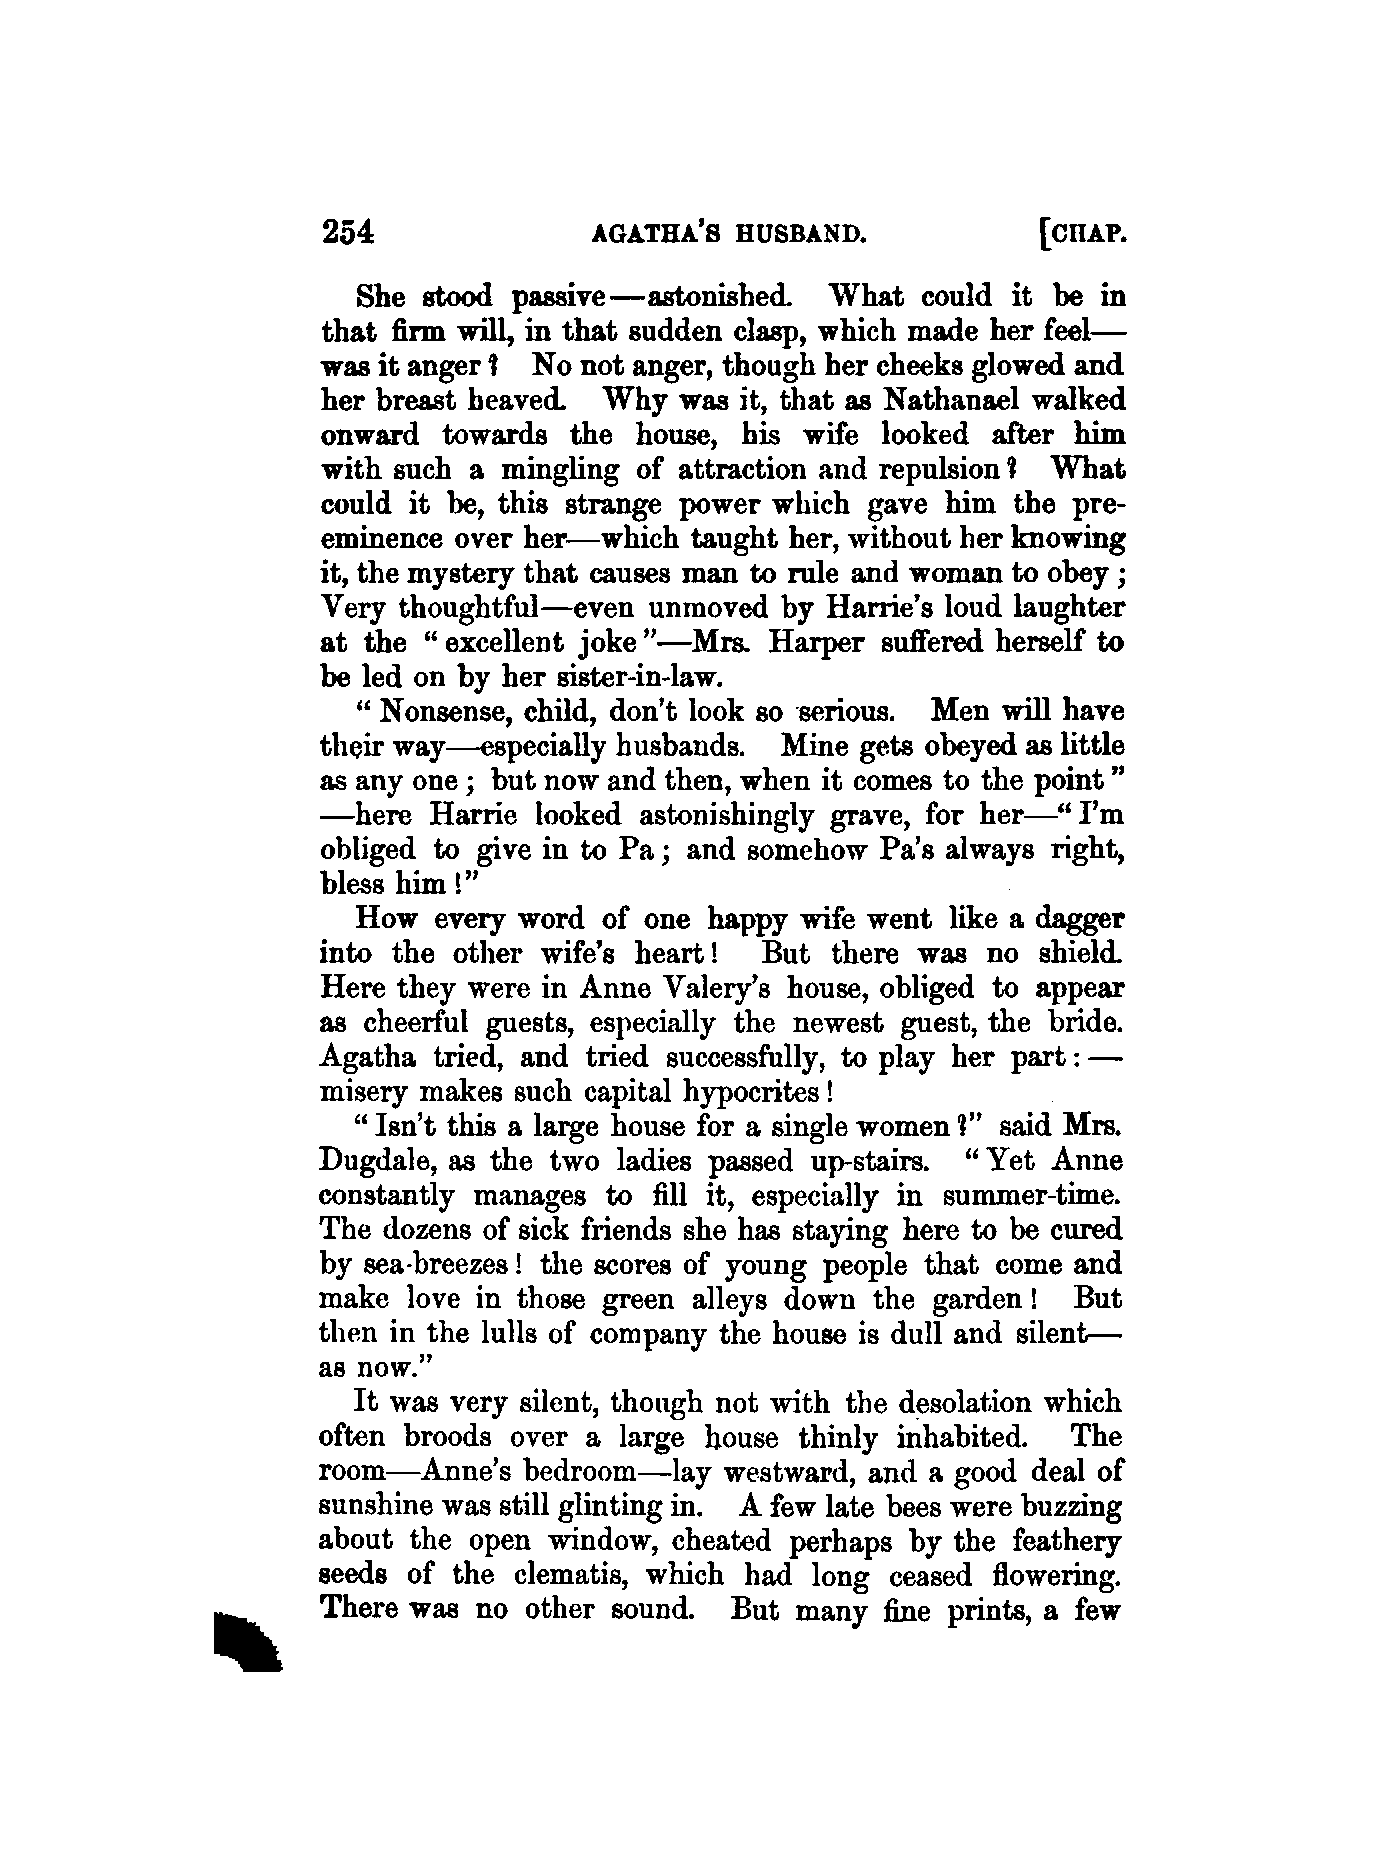 254 AGATHA'S HUSBAND. [CHAP.
She stood passive—astonished. What could it be in
that firm will, in that sudden clasp, which made her feel—
was it anger? No not anger, though her cheeks glowed and
her breast heaved. Why was it, that as Nathanael walked
onward towards the house, his wife looked after him
with such a mingling of attraction and repulsion? What
could it be, this strange power which gave him the pre-
eminence over her—which taught her, without her knowing
it, the mystery that causes man to rule and woman to obey;
Very thoughtful—even unmoved by Harrie's loud laughter
at the "excellent joke"—Mrs. Harper suffered herself to
be led on by her sister-in-law.
"Nonsense, child, don't look so serious. Men will have
their way—especially husbands. Mine gets obeyed as little
as any one; but now and then, when it comes to the point"
—here Harrie looked astonishingly grave, for her—"I'm
obliged to give in to Pa; and somehow Pa's always right,
bless him!"
How every word of one happy wife went like a dagger
into the other wife's heart! But there was no shield.
Here they were in Anne Valery's house, obliged to appear
as cheerful guests, especially the newest guest, the bride.
Agatha tried, and tried successfully, to play her part:—
misery makes such capital hypocrites!
"Isn't this a large house for a single women?" said Mrs.
Dugdale, as the two ladies passed up-stairs. "Yet Anne
constantly manages to fill it, especially in summer-time.
The dozens of sick friends she has staying here to be cured
by sea-breezes! the scores of young people that come and
make love in those green alleys down the garden! But
then in the lulls of company the house is dull and silent—
as now."
It was very silent, though not with the desolation which
often broods over a large house thinly inhabited. The
room—Anne's bedroom—lay westward, and a good deal of
sunshine was still glinting in. A few late bees were buzzing
about the open window, cheated perhaps by the feathery
seeds of the clematis, which had long ceased flowering.
There was no other sound. But many fine prints, a few